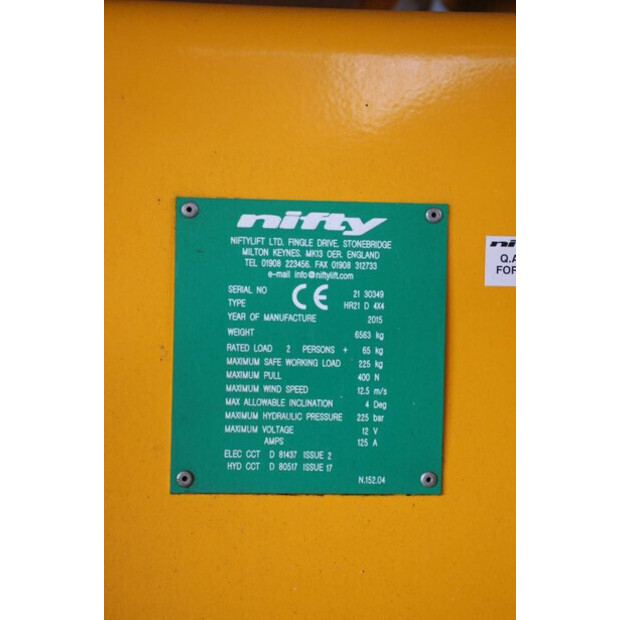 nifty
NIFTYLIFT LTD, FINGLE DRIVE, STONEBRIDGE
MILTON KEYNES, MK13 OER, ENGLAND
TEL 01908 223456, FAX 01908 312733
e-mail info@niftylift.com
CE
SERIAL NO 21 30349
TYPE HR21 D 4X4
YEAR OF MANUFACTURE 2015
WEIGHT 6563 kg
RATED LOAD 2 PERSONS + 65 kg
MAXIMUM SAFE WORKING LOAD 225 kg
MAXIMUM PULL 400 N
MAXIMUM WIND SPEED 12.5 m/s
MAX ALLOWABLE INCLINATION 4 Deg
MAXIMUM HYDRAULIC PRESSURE 225 bar
MAXIMUM VOLTAGE 12 V
AMPS 125 A
ELEC CCT D 81437 ISSUE 2
HYD CCT D 80517 ISSUE 17
N.152.04
Q.A
FOR